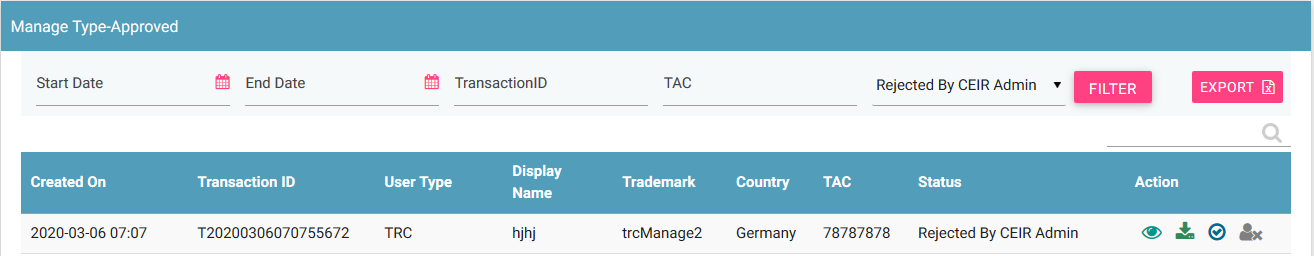 Manage Type-Approved
Start Date End Date TransactionID TAC Rejected By CEIR Admin FILTER EXPORT
Created On Transaction ID User Type Display Name Trademark Country TAC Status Action
2020-03-06 07:07 T20200306070755672 TRC hjhj trcManage2 Germany 78787878 Rejected By CEIR Admin